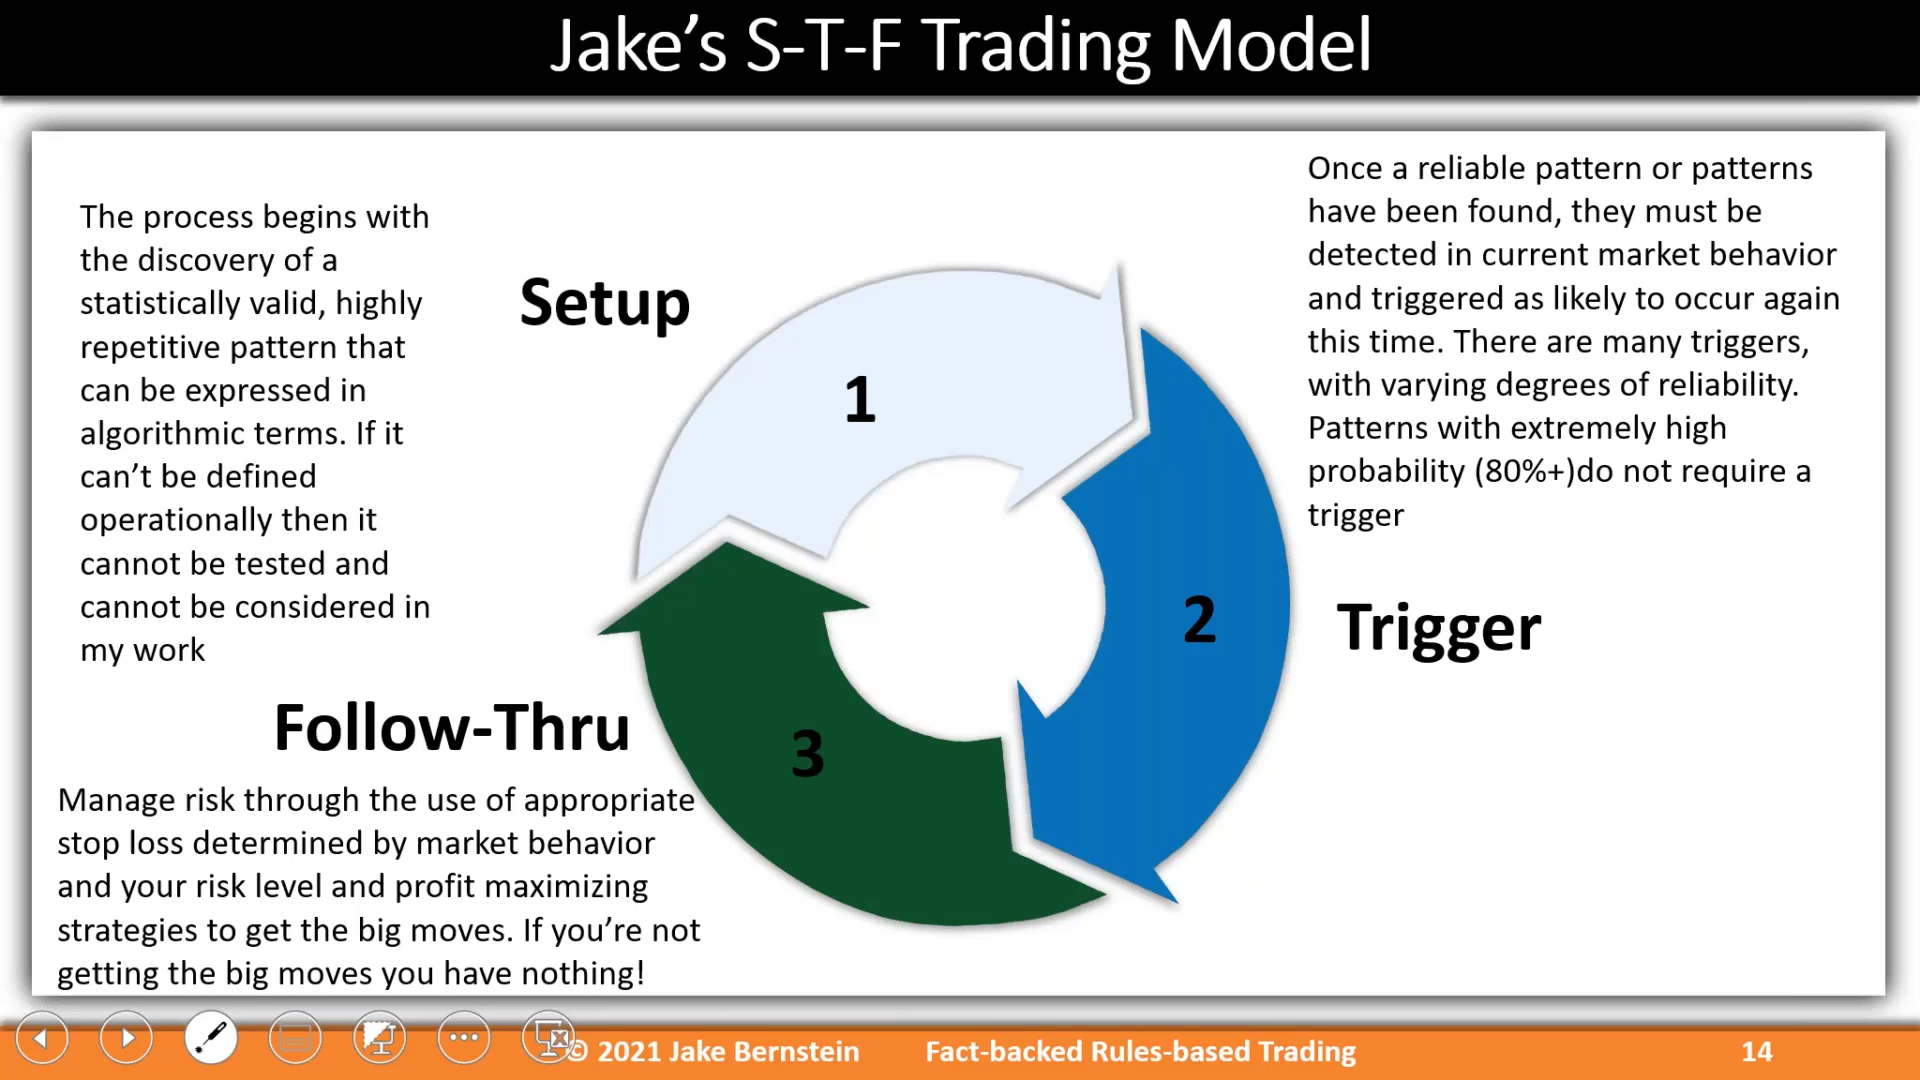 Jake’s S-T-F Trading Model
The process begins with
the discovery of a
statistically valid, highly
repetitive pattern that
can be expressed in
algorithmic terms. If it
can’t be defined
operationally then it
cannot be tested and
cannot be considered in
my work
Setup
1
Once a reliable pattern or patterns
have been found, they must be
detected in current market behavior
and triggered as likely to occur again
this time. There are many triggers,
with varying degrees of reliability.
Patterns with extremely high
probability (80%+)do not require a
trigger
2
Trigger
Follow-Thru
3
Manage risk through the use of appropriate
stop loss determined by market behavior
and your risk level and profit maximizing
strategies to get the big moves. If you’re not
getting the big moves you have nothing!
© 2021 Jake Bernstein Fact-backed Rules-based Trading 14